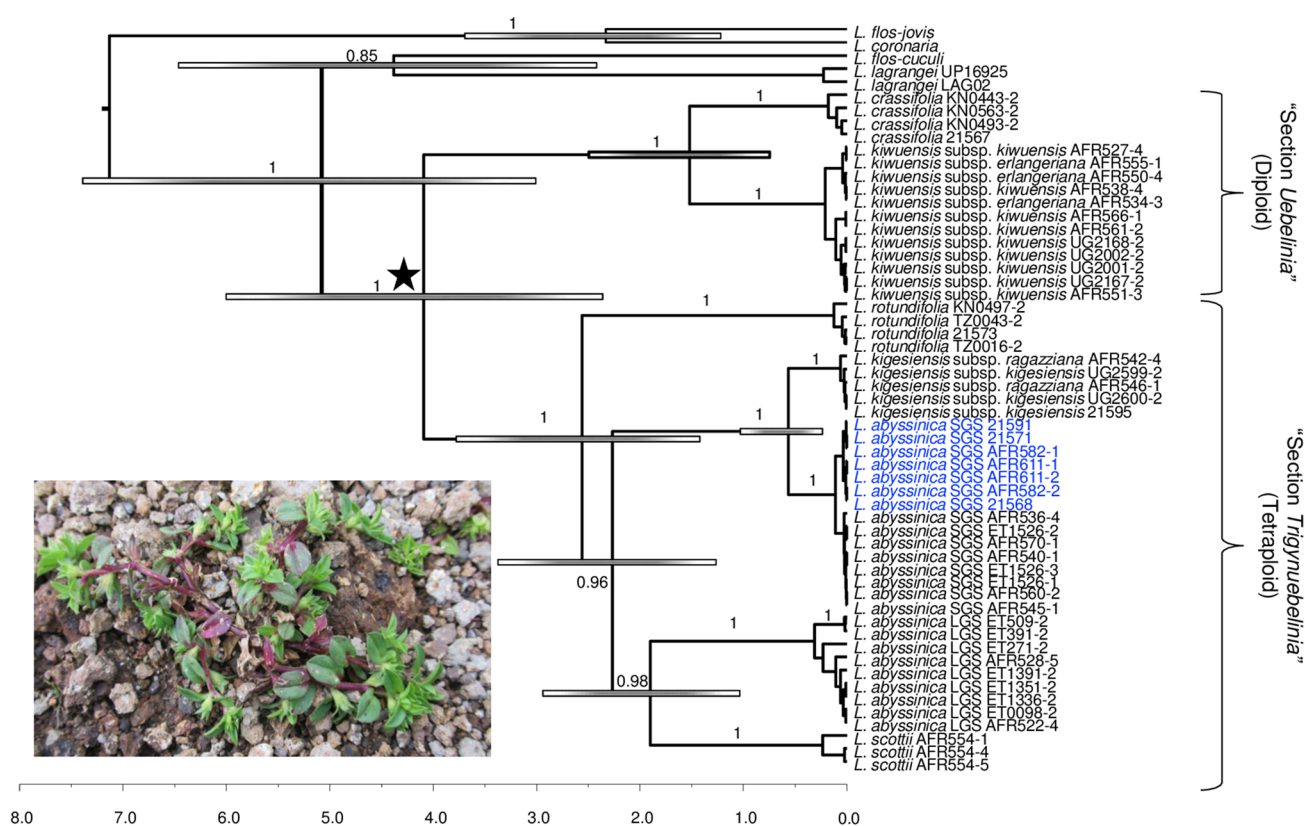 1
L. flos-jovis
L. coronaria
0.85
L. flos-cuculi
L. lagrangei UP16925
L. lagrangei LAG02
1
L. crassifolia KN0443-2
L. crassifolia KN0563-2
L. crassifolia KN0493-2
L. crassifolia 21567
1
L. kiwuensis subsp. kiwuensis AFR527-4
L. kiwuensis subsp. erlangeriana AFR555-1
1
L. kiwuensis subsp. erlangeriana AFR550-4
L. kiwuensis subsp. kiwuensis AFR538-4
1
L. kiwuensis subsp. erlangeriana AFR534-3
L. kiwuensis subsp. kiwuensis AFR566-1
L. kiwuensis subsp. kiwuensis AFR561-2
L. kiwuensis subsp. kiwuensis UG2168-2
L. kiwuensis subsp. kiwuensis UG2002-2
L. kiwuensis subsp. kiwuensis UG2001-2
L. kiwuensis subsp. kiwuensis UG2167-2
1
L. kiwuensis subsp. kiwuensis AFR551-3
“Section Uebelinia”
(Diploid)
1
L. rotundifolia KN0497-2
L. rotundifolia TZ0043-2
L. rotundifolia 21573
L. rotundifolia TZ0016-2
1
L. kigesiensis subsp. ragazziana AFR542-4
L. kigesiensis subsp. kigesiensis UG2599-2
L. kigesiensis subsp. ragazziana AFR546-1
L. kigesiensis subsp. kigesiensis UG2600-2
L. kigesiensis subsp. kigesiensis 21595
1
1
L. abyssinica SGS 21591
L. abyssinica SGS 21571
L. abyssinica SGS AFR582-1
L. abyssinica SGS AFR611-1
L. abyssinica SGS AFR611-2
1
L. abyssinica SGS AFR582-2
L. abyssinica SGS 21568
L. abyssinica SGS AFR536-4
L. abyssinica SGS ET1526-2
L. abyssinica SGS AFR570-1
L. abyssinica SGS AFR540-1
L. abyssinica SGS ET1526-3
L. abyssinica SGS ET1526-1
0.96
L. abyssinica SGS AFR560-2
L. abyssinica SGS AFR545-1
1
1
L. abyssinica LGS ET509-2
L. abyssinica LGS ET391-2
L. abyssinica LGS ET271-2
L. abyssinica LGS AFR528-5
L. abyssinica LGS ET1391-2
0.98
L. abyssinica LGS ET1351-2
L. abyssinica LGS ET1336-2
L. abyssinica LGS ET0098-2
L. abyssinica LGS AFR522-4
1
L. scottii AFR554-1
L. scottii AFR554-4
L. scottii AFR554-5
“Section Trigynuebelinia”
(Tetraploid)
8.0 7.0 6.0 5.0 4.0 3.0 2.0 1.0 0.0